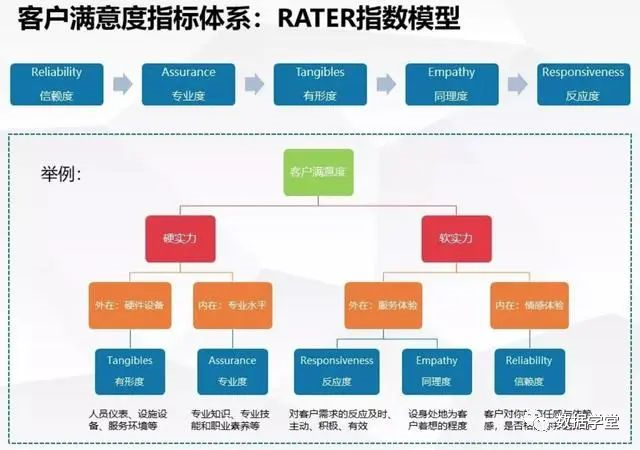 客户满意度指标体系：RATER指数模型
Reliability
信赖度
Assurance
专业度
Tangibles
有形度
Empathy
同理度
Responsiveness
反应度
举例：
客户满意度
硬实力
软实力
外在：硬件设备
内在：专业水平
外在：服务体验
内在：情感体验
Tangibles
有形度
Assurance
专业度
Responsiveness
反应度
Empathy
同理度
Reliability
信赖度
人员仪表、设施设
备、服务环境等
专业知识、专业技
能和职业素养等
对客户需求的反应及时、
主动、积极、有效
设身处地为客
户着想的程度
客户对你
感，是否
数据学堂